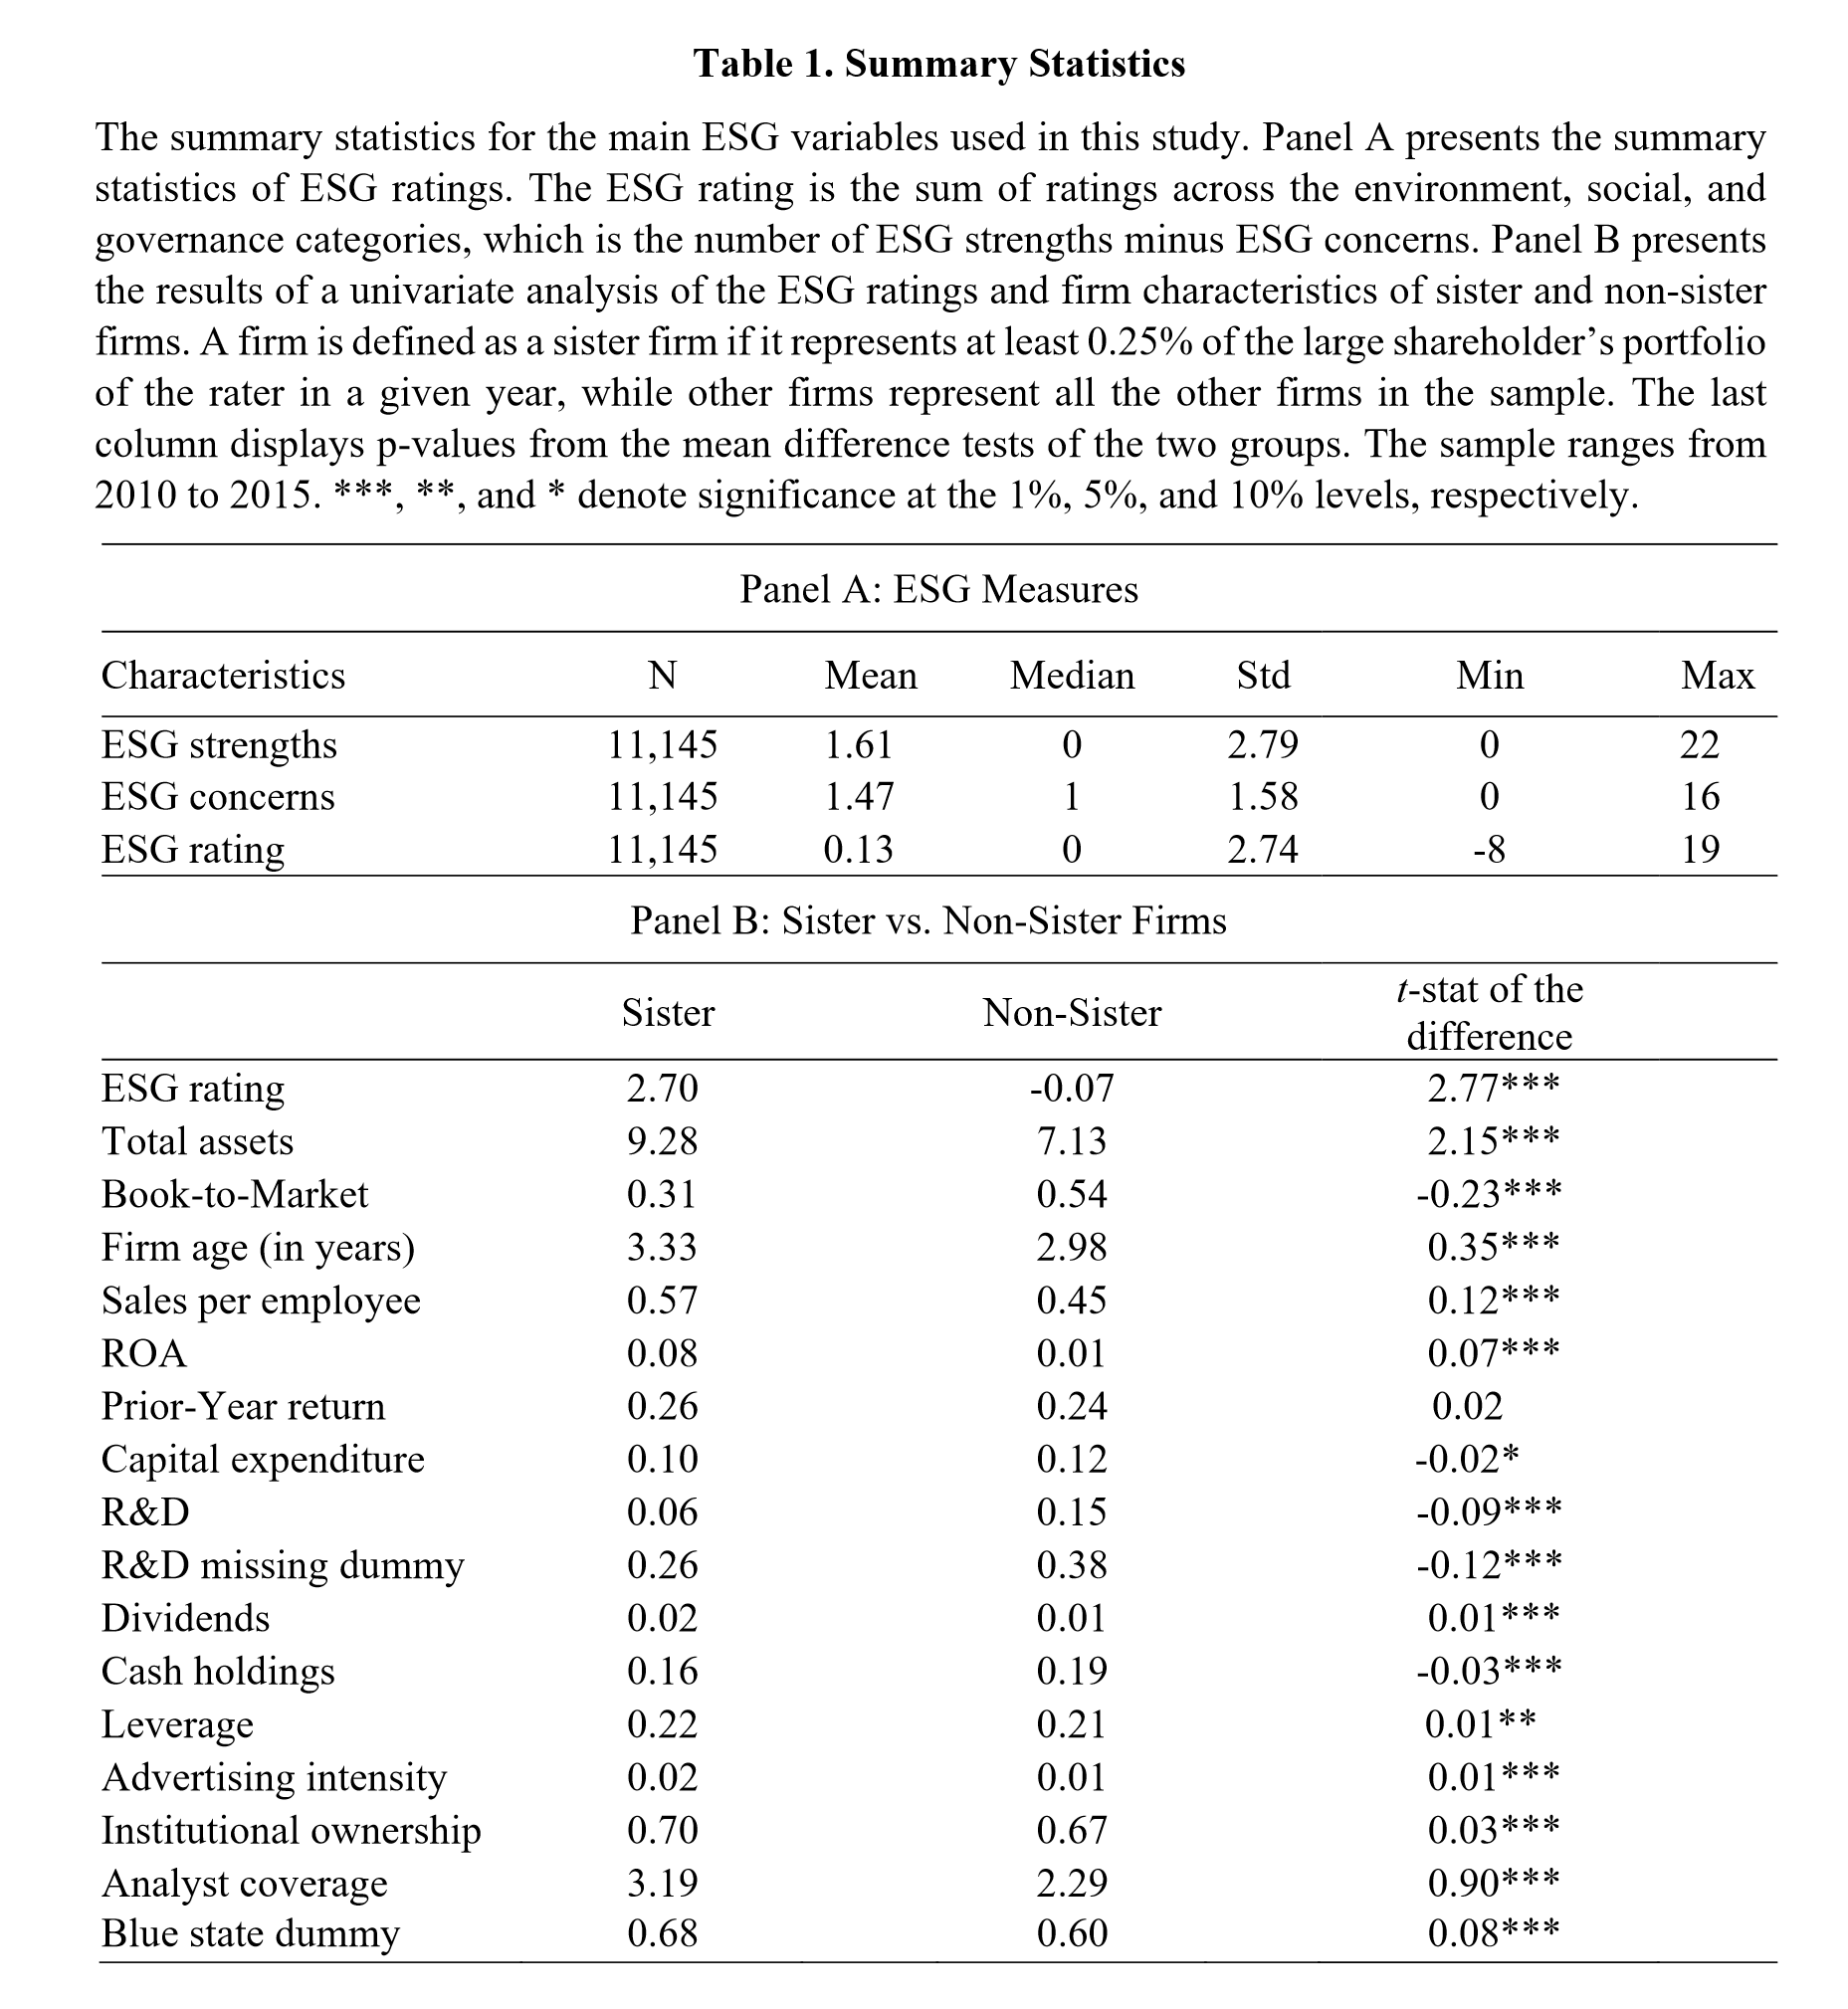 Table 1. Summary Statistics
The summary statistics for the main ESG variables used in this study. Panel A presents the summary
statistics of ESG ratings. The ESG rating is the sum of ratings across the environment, social, and
governance categories, which is the number of ESG strengths minus ESG concerns. Panel B presents
the results of a univariate analysis of the ESG ratings and firm characteristics of sister and non-sister
firms. A firm is defined as a sister firm if it represents at least 0.25% of the large shareholder’s portfolio
of the rater in a given year, while other firms represent all the other firms in the sample. The last
column displays p-values from the mean difference tests of the two groups. The sample ranges from
2010 to 2015. ***, **, and * denote significance at the 1%, 5%, and 10% levels, respectively.
Panel A: ESG Measures
Characteristics N Mean Median Std Min Max
ESG strengths 11,145 1.61 0 2.79 0 22
ESG concerns 11,145 1.47 1 1.58 0 16
ESG rating 11,145 0.13 0 2.74 -8 19
Panel B: Sister vs. Non-Sister Firms
Sister Non-Sister t-stat of the
difference
ESG rating 2.70 -0.07 2.77***
Total assets 9.28 7.13 2.15***
Book-to-Market 0.31 0.54 -0.23***
Firm age (in years) 3.33 2.98 0.35***
Sales per employee 0.57 0.45 0.12***
ROA 0.08 0.01 0.07***
Prior-Year return 0.26 0.24 0.02
Capital expenditure 0.10 0.12 -0.02*
R&D 0.06 0.15 -0.09***
R&D missing dummy 0.26 0.38 -0.12***
Dividends 0.02 0.01 0.01***
Cash holdings 0.16 0.19 -0.03***
Leverage 0.22 0.21 0.01**
Advertising intensity 0.02 0.01 0.01***
Institutional ownership 0.70 0.67 0.03***
Analyst coverage 3.19 2.29 0.90***
Blue state dummy 0.68 0.60 0.08***